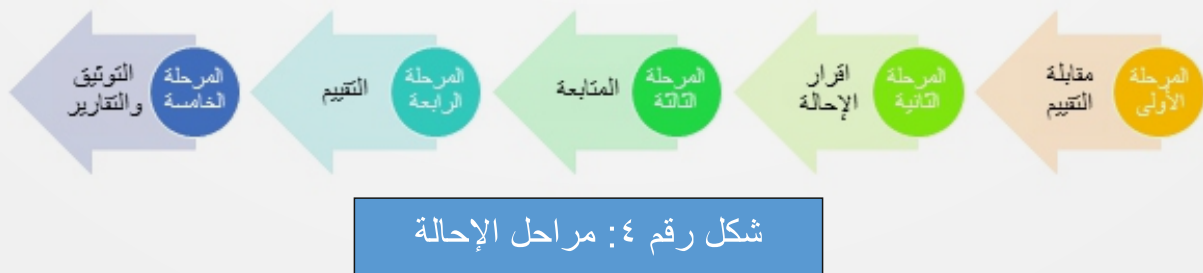 المرحلة
الأولى
مقابلة
التقييم
المرحلة
الثانية
اقرار
الإحالة
المرحلة
الثالثة
المتابعة
المرحلة
الرابعة
التقييم
المرحلة
الخامسة
التوثيق
والتقارير
شكل رقم ٤: مراحل الإحالة